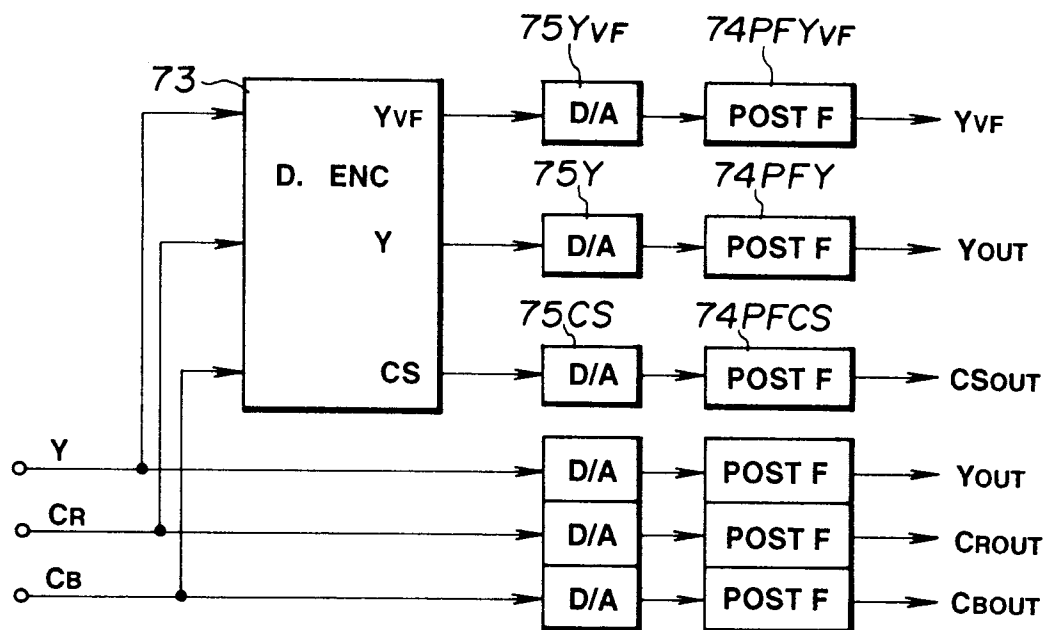 75YVF 74PFYVF
73
YVF D/A POST F YVF
D. ENC
75Y 74PFY
Y D/A POST F YOUT
75CS 74PFCS
CS D/A POST F CSOUT
Y D/A POST F YOUT
CR D/A POST F CROUT
CB D/A POST F CBOUT